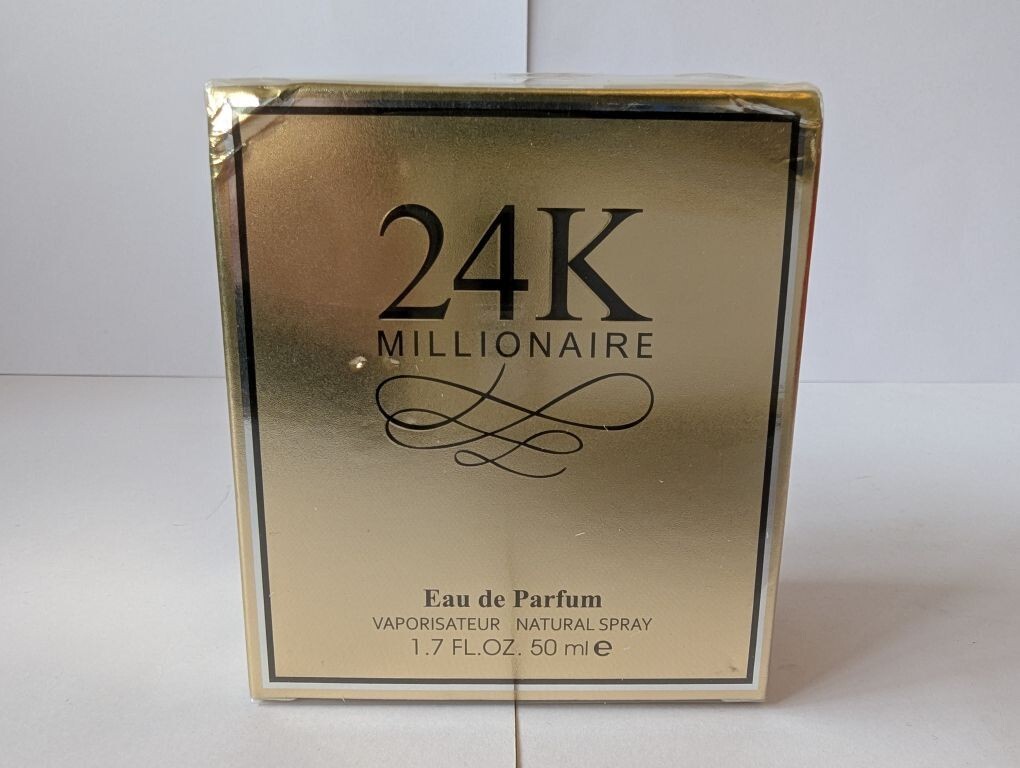 24K
MILLIONAIRE
Eau de Parfum
VAPORISATEUR NATURAL SPRAY
1.7 FL.OZ. 50 ml ℮